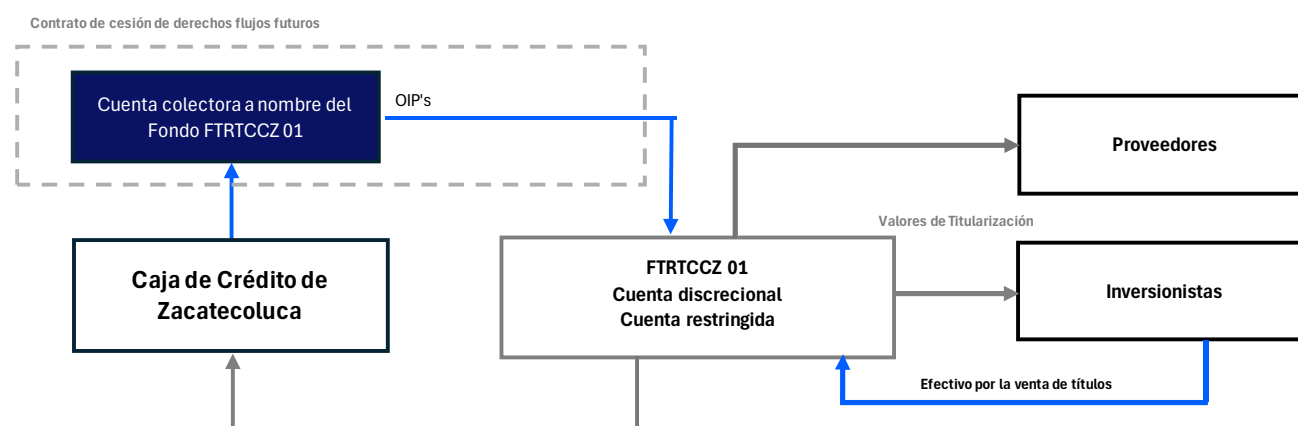 Contrato de cesión de derechos flujos futuros
Cuenta colectora a nombre del
Fondo FTRTCCZ 01
OIP's
Proveedores
Valores de Titularización
Caja de Crédito de
Zacatecoluca
FTRTCCZ 01
Cuenta discrecional
Cuenta restringida
Inversionistas
Efectivo por la venta de títulos